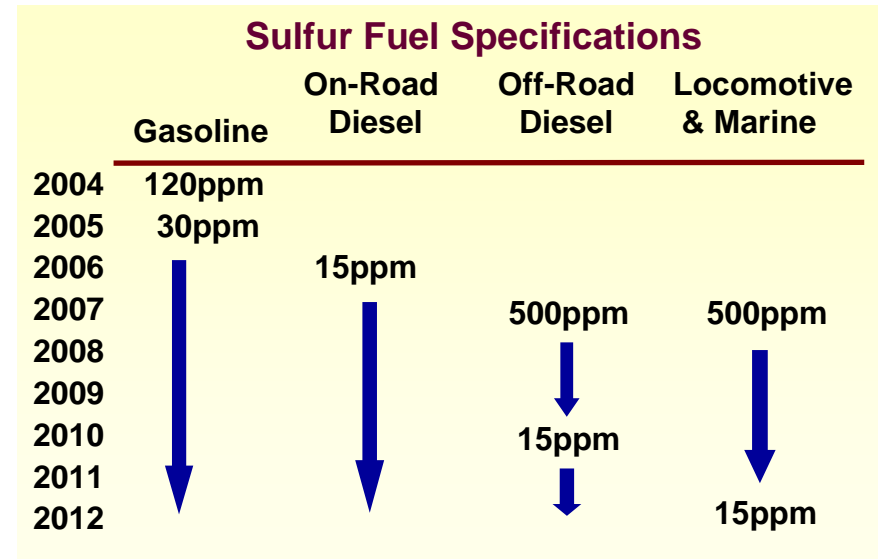 Sulfur Fuel Specifications
Gasoline
On-Road
Diesel
Off-Road
Diesel
Locomotive
& Marine
2004 120ppm
2005 30ppm
2006 15ppm
2007 500ppm 500ppm
2008
2009
2010 15ppm
2011
2012 15ppm